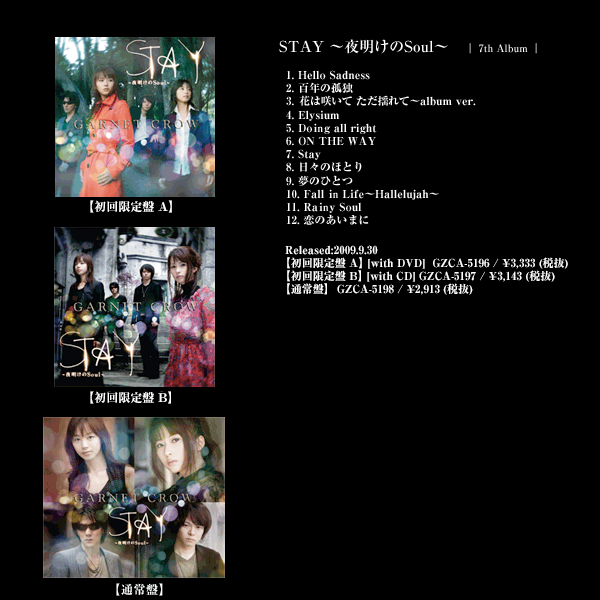 STAY
~夜明けのSoul~
GARNET CROW
【初回限定盤 A】
GARNET CROW
STAY
~夜明けのSoul~
【初回限定盤 B】
GARNET CROW
STAY
~夜明けのSoul~
【通常盤】
STAY ～夜明けのSoul～ | 7th Album |
1. Hello Sadness
2. 百年の孤独
3. 花は咲いて ただ揺れて～album ver.
4. Elysium
5. Doing all right
6. ON THE WAY
7. Stay
8. 日々のほとり
9. 夢のひとつ
10. Fall in Life～Hallelujah～
11. Rainy Soul
12. 恋のあいまに
Released:2009.9.30
【初回限定盤 A】 [with DVD] GZCA-5196 / ¥3,333 (税抜)
【初回限定盤 B】 [with CD] GZCA-5197 / ¥3,143 (税抜)
【通常盤】 GZCA-5198 / ¥2,913 (税抜)